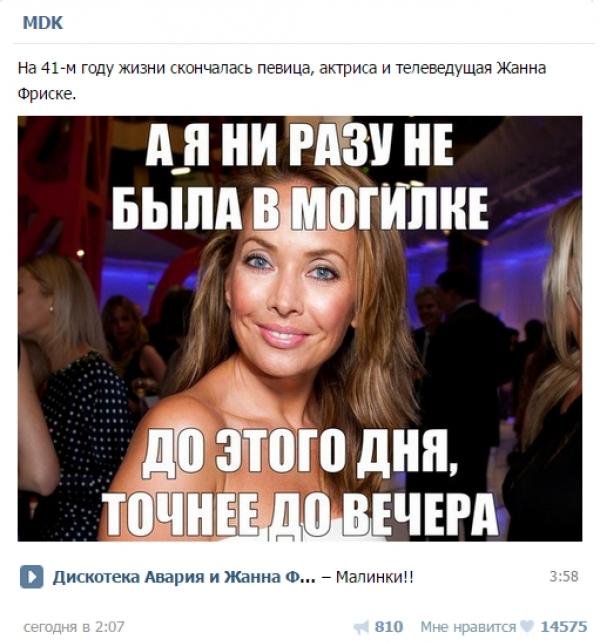 MDK
На 41-м году жизни скончалась певица, актриса и телеведущая Жанна
Фриске.
А Я НИ РАЗУ НЕ
БЫЛА В МОГИЛКЕ
ДО ЭТОГО ДНЯ,
ТОЧНЕЕ ДО ВЕЧЕРА
Дискотека Авария и Жанна Ф... – Малинки!! 3:58
сегодня в 2:07 810 Мне нравится 14575